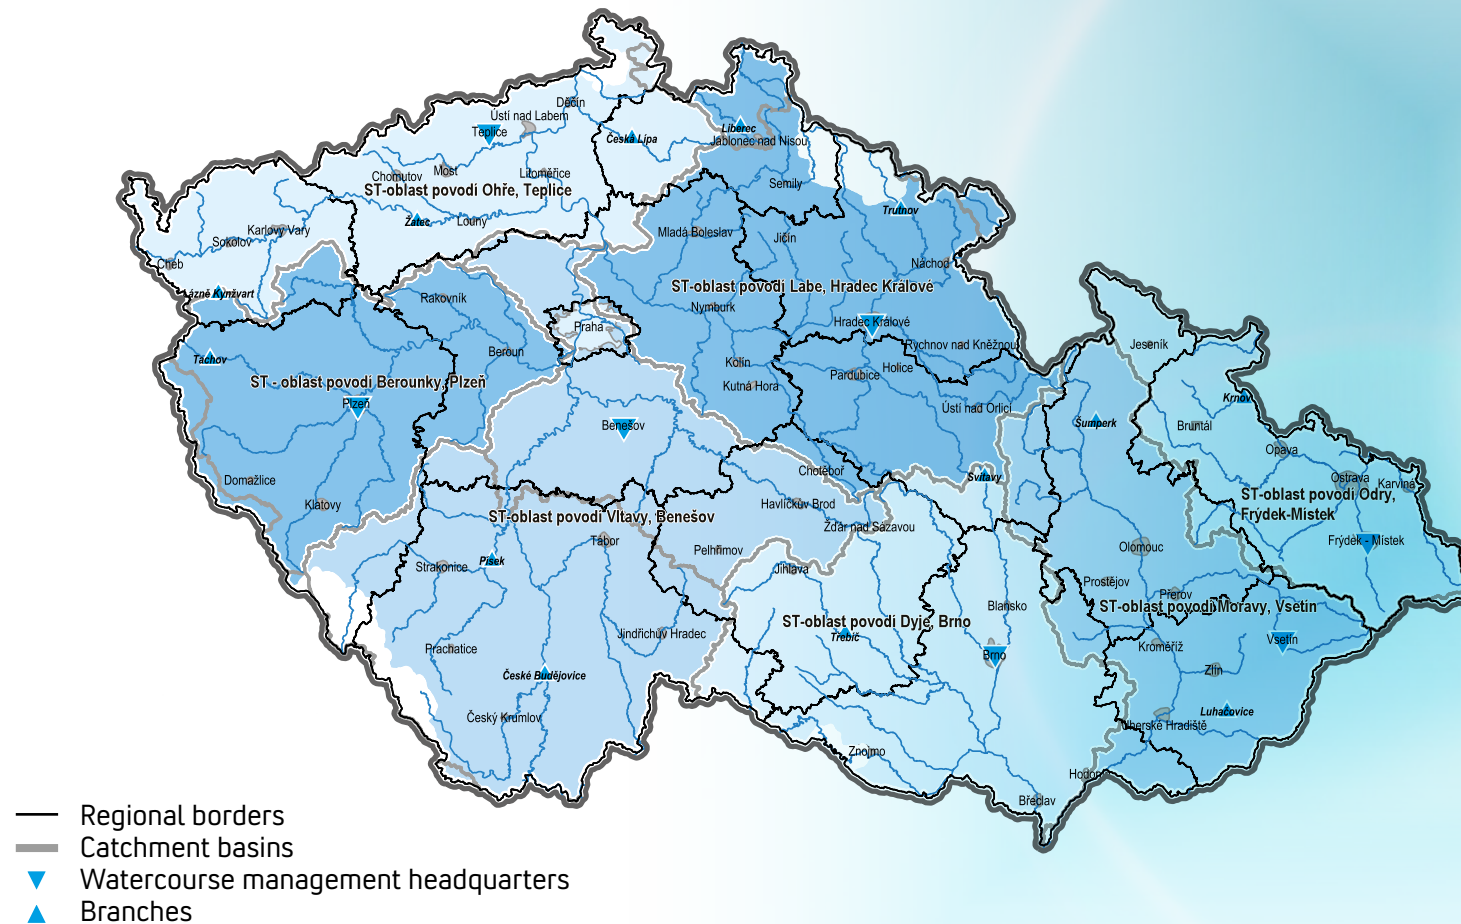 Děčín
Ústí nad Labem
Teplice
Česká Lípa
Liberec
Jablonec nad Nisou
Chomutov
Most
Litoměřice
Semily
ST-oblast povodí Ohře, Teplice
Žatec
Louny
Trutnov
Karlovy Vary
Sokolov
Mladá Boleslav
Jičín
Cheb
Náchod
Lázně Kynžvart
Rakovník
ST-oblast povodí Labe, Hradec Králové
Nymburk
Praha
Hradec Králové
Rychnov nad Kněžnou
Jeseník
Tachov
Beroun
Kolín
Holice
Pardubice
Kutná Hora
ST - oblast povodí Berounky, Plzeň
Plzeň
Ústí nad Orlicí
Krnov
Benešov
Šumperk
Bruntál
Opava
Domažlice
Chotěboř
Svitavy
Ostrava
Karviná
Klatovy
Havlíčkův Brod
ST-oblast povodí Odry,
Frýdek-Místek
ST-oblast povodí Vltavy, Benešov
Žďár nad Sázavou
Tábor
Pelhřimov
Olomouc
Frýdek - Místek
Písek
Strakonice
Jihlava
Prostějov
Přerov
Blansko
ST-oblast povodí Moravy, Vsetín
ST-oblast povodí Dyje, Brno
Třebíč
Jindřichův Hradec
Vsetín
Kroměříž
Prachatice
Brno
České Budějovice
Zlín
Luhačovice
Český Krumlov
Uherské Hradiště
Znojmo
Břeclav
Regional borders
Catchment basins
Watercourse management headquarters
Branches